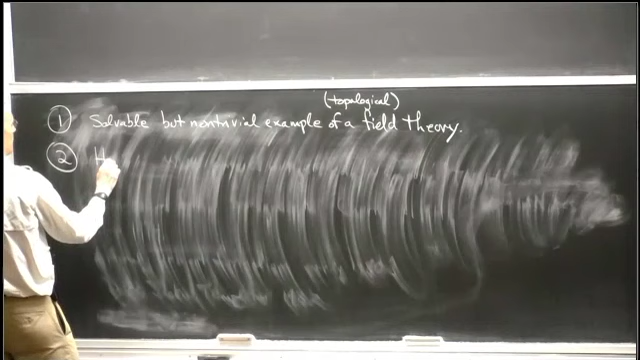 (topological)
① Solvable but nontrivial example of a field theory.
② H